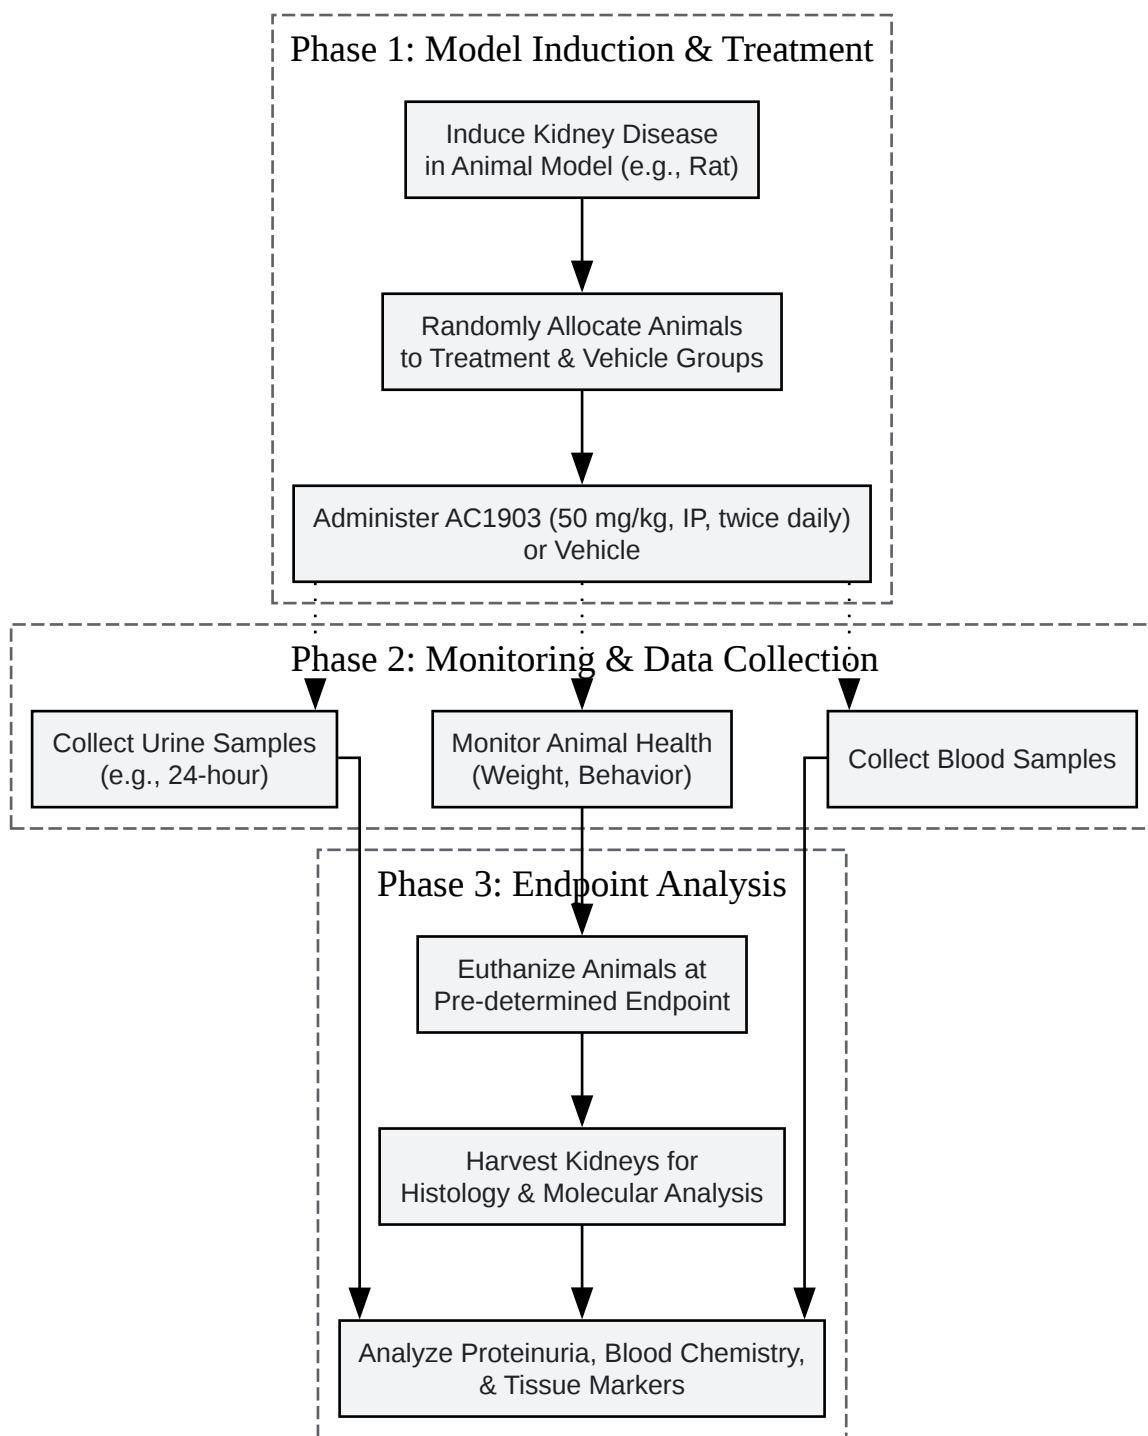 Phase 1: Model Induction & Treatment
Induce Kidney Disease
in Animal Model (e.g., Rat)
Randomly Allocate Animals
to Treatment & Vehicle Groups
Administer AC1903 (50 mg/kg, IP, twice daily)
or Vehicle
Phase 2: Monitoring & Data Collection
Collect Urine Samples
(e.g., 24-hour)
Monitor Animal Health
(Weight, Behavior)
Collect Blood Samples
Phase 3: Endpoint Analysis
Euthanize Animals at
Pre-determined Endpoint
Harvest Kidneys for
Histology & Molecular Analysis
Analyze Proteinuria, Blood Chemistry,
& Tissue Markers